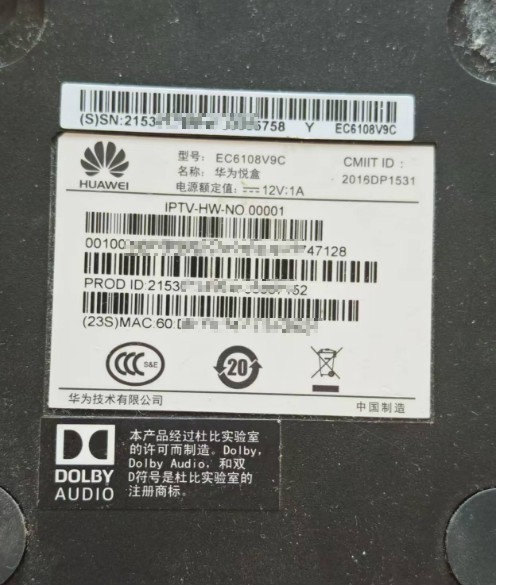 (S)SN:2153 5758 Y EC6108V9C
HUAWEI
型号: EC6108V9C
CMIIT ID :
名称: 华为悦盒
2016DP1531
电源额定值: ⎓12V:1A
IPTV-HW-NO.00001
00100 47128
PROD ID:2153 52
(23S)MAC:60:
CCC S&E
20
华为技术有限公司
中国制造
DOLBY
AUDIO
本产品经过杜比实验室
的许可而制造。Dolby,
Dolby Audio, 和双
D符号是杜比实验室的
注册商标。